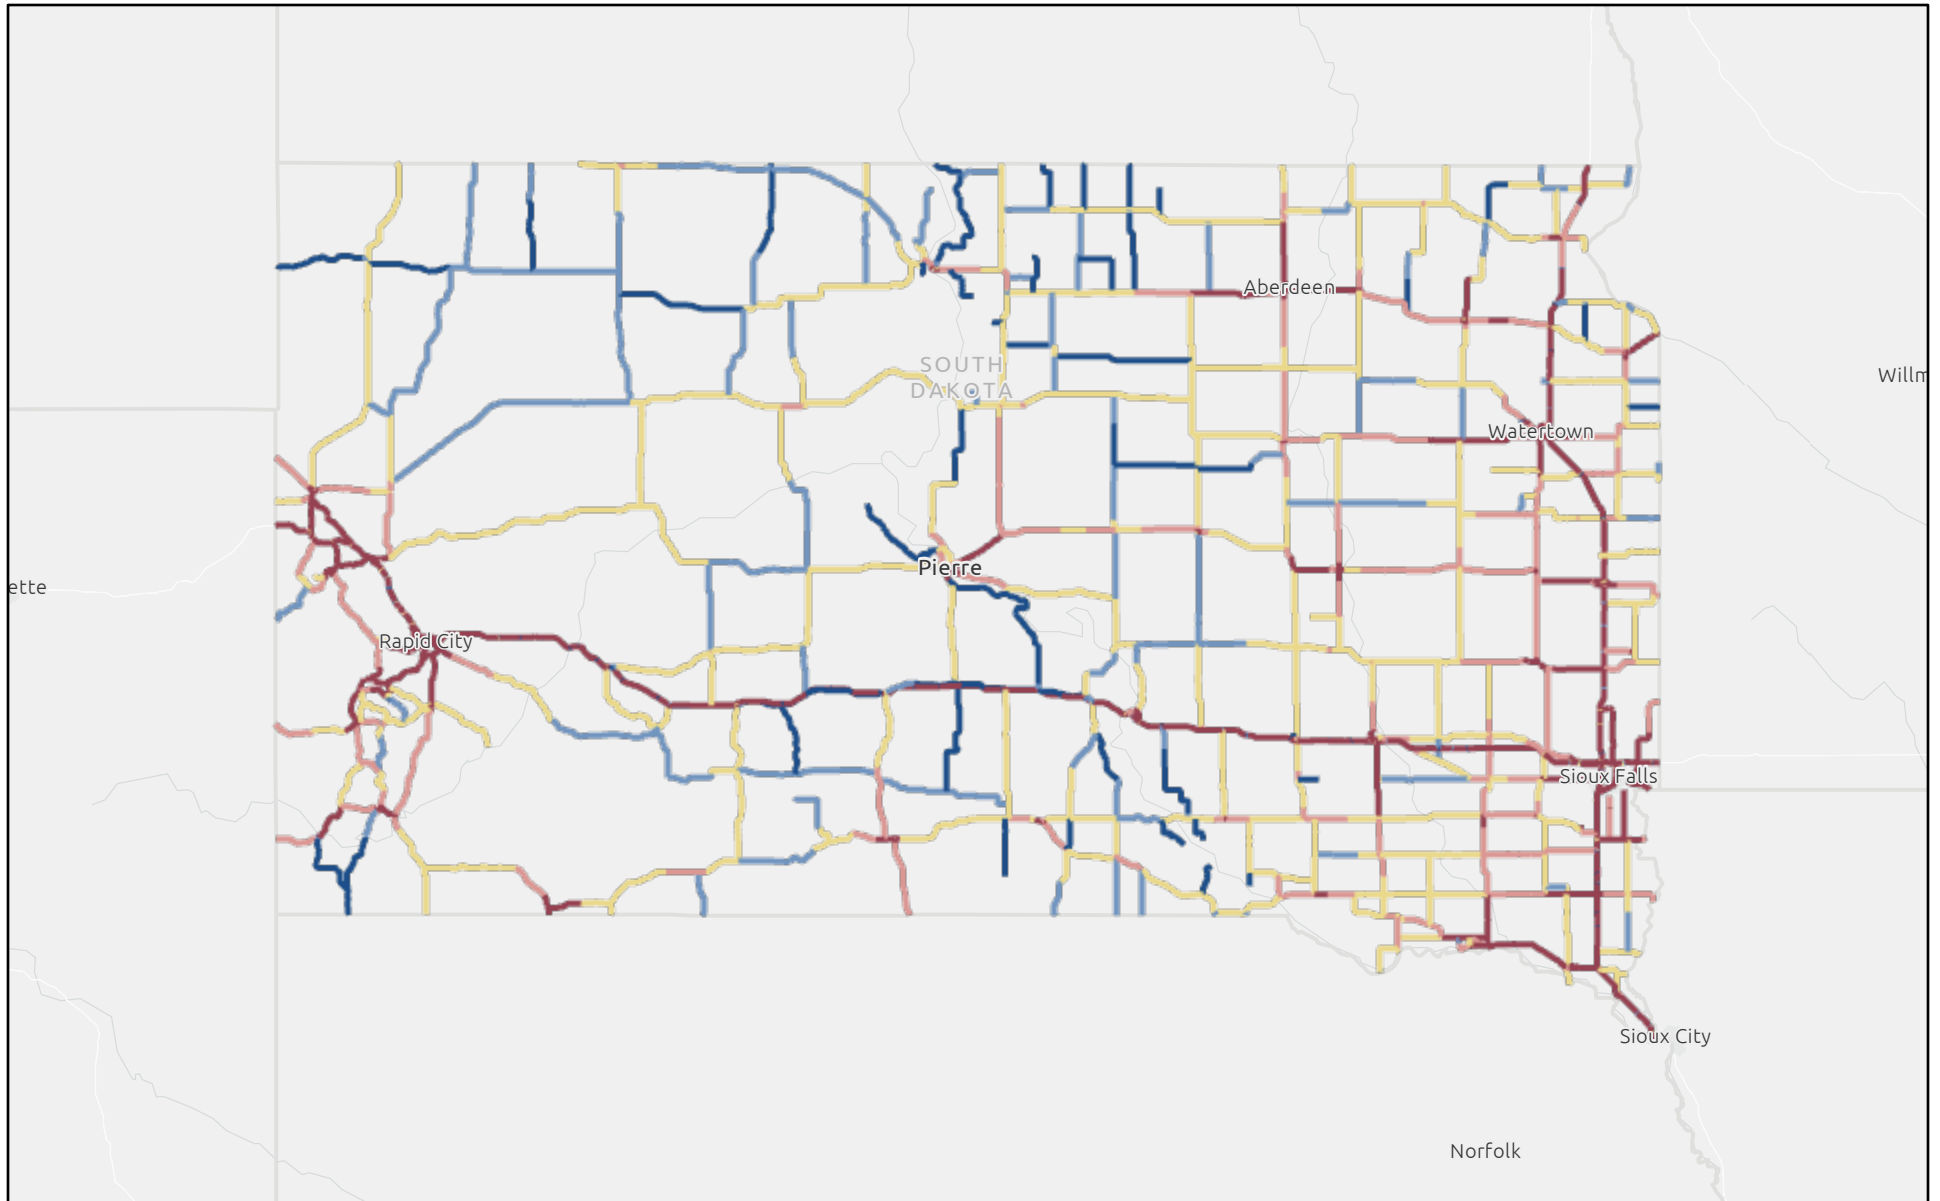 Aberdeen
SOUTH
DAKOTA
Willm
Watertown
Pierre
ette
Rapid City
Sioux Falls
Sioux City
Norfolk